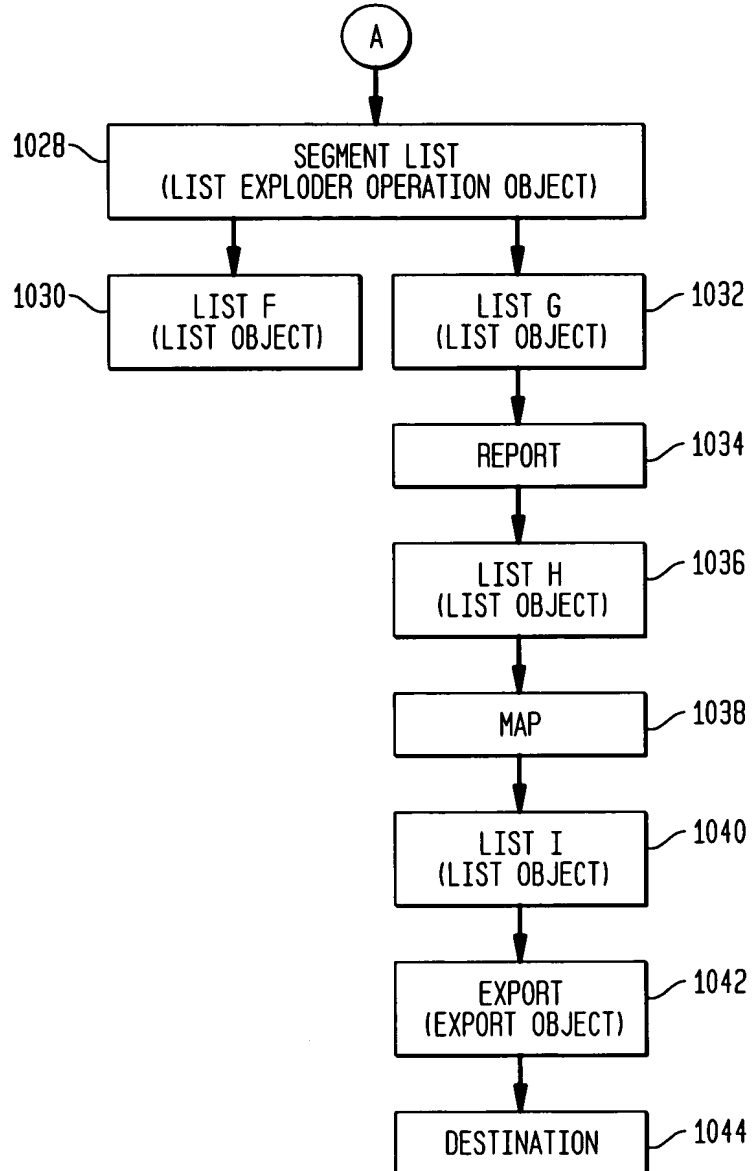 A
1028
SEGMENT LIST
(LIST EXPLODER OPERATION OBJECT)
1030
LIST F
(LIST OBJECT)
LIST G
(LIST OBJECT)
1032
REPORT
1034
LIST H
(LIST OBJECT)
1036
MAP
1038
LIST I
(LIST OBJECT)
1040
EXPORT
(EXPORT OBJECT)
1042
DESTINATION
1044